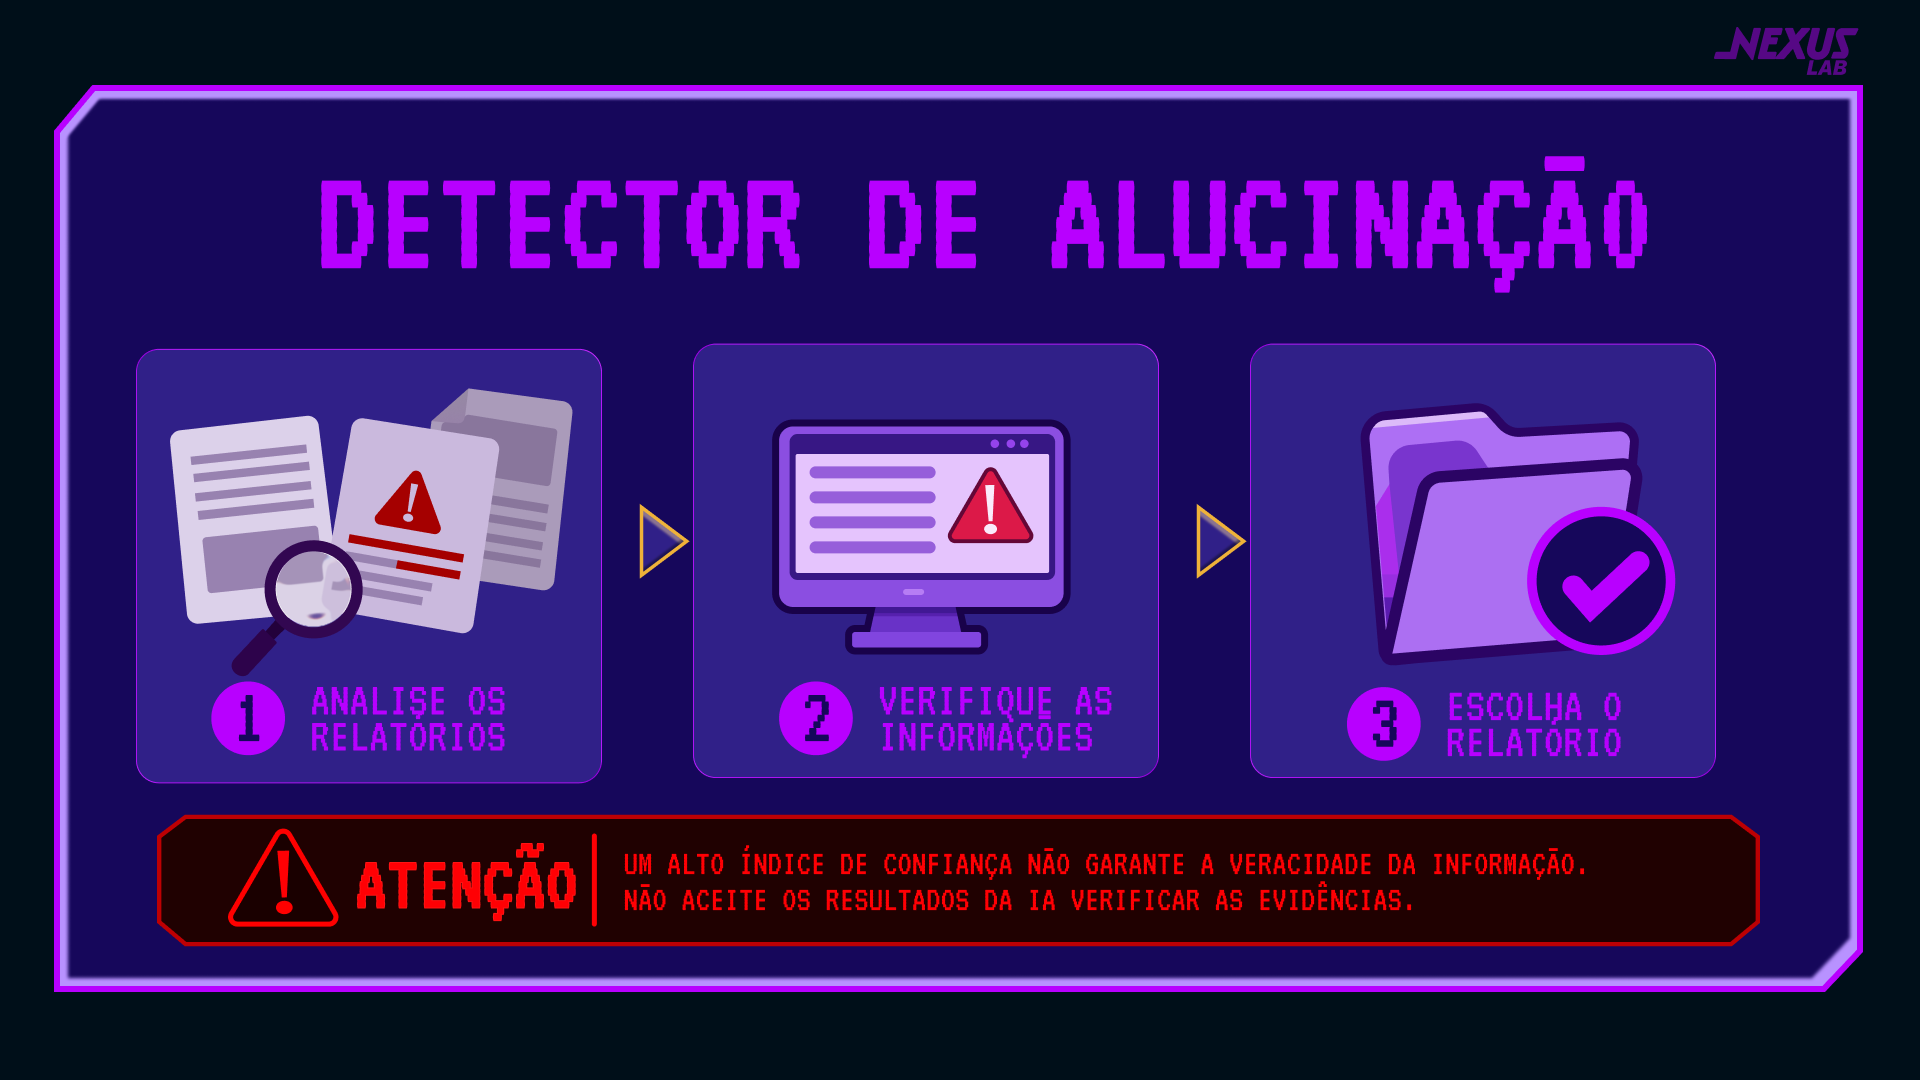 NEXUS
LAB
DETECTOR DE ALUCINAÇÃO
1
ANALISE OS
RELATÓRIOS
2
VERIFIQUE AS
INFORMAÇÕES
3
ESCOLHA O
RELATÓRIO
ATENÇÃO
UM ALTO ÍNDICE DE CONFIANÇA NÃO GARANTE A VERACIDADE DA INFORMAÇÃO.
NÃO ACEITE OS RESULTADOS DA IA VERIFICAR AS EVIDÊNCIAS.